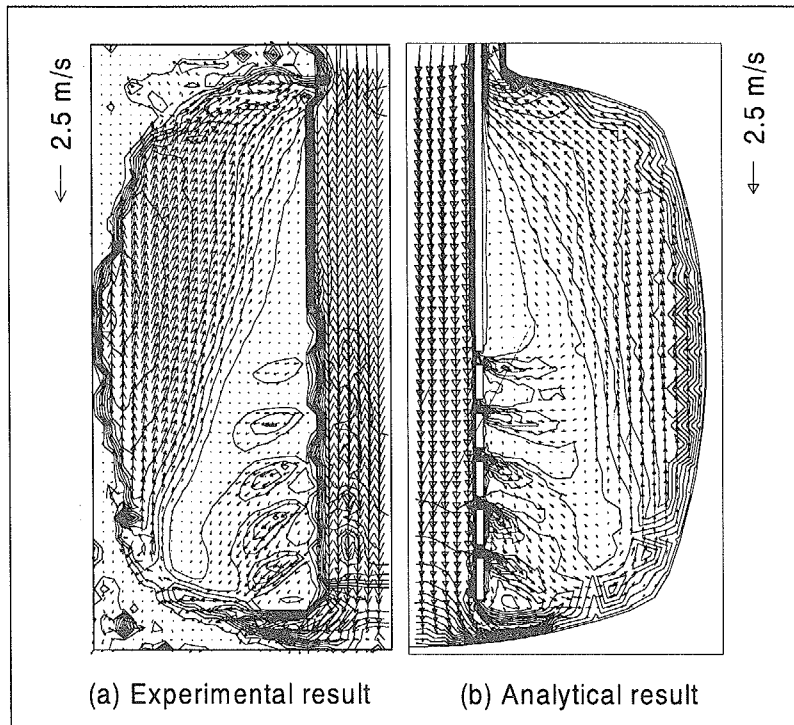 ← 2.5 m/s
2.5 m/s
(a) Experimental result
(b) Analytical result